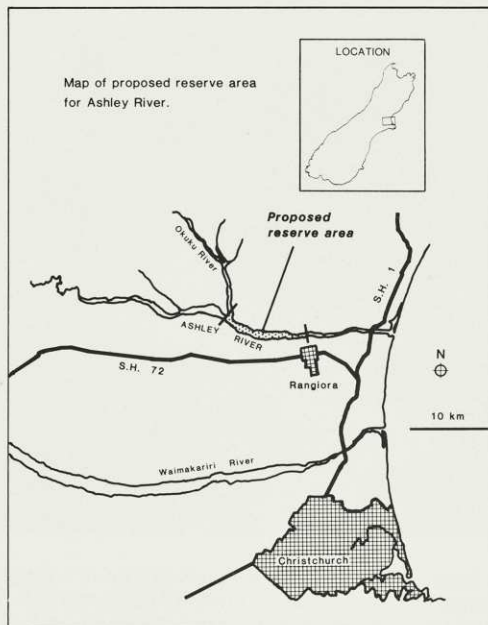 LOCATION
Map of proposed reserve area
for Ashley River.
Proposed
reserve area
Okuku River
S.H. 1
ASHLEY RIVER
S.H. 72
Rangiora
N
10 km
Waimakariri River
Christchurch